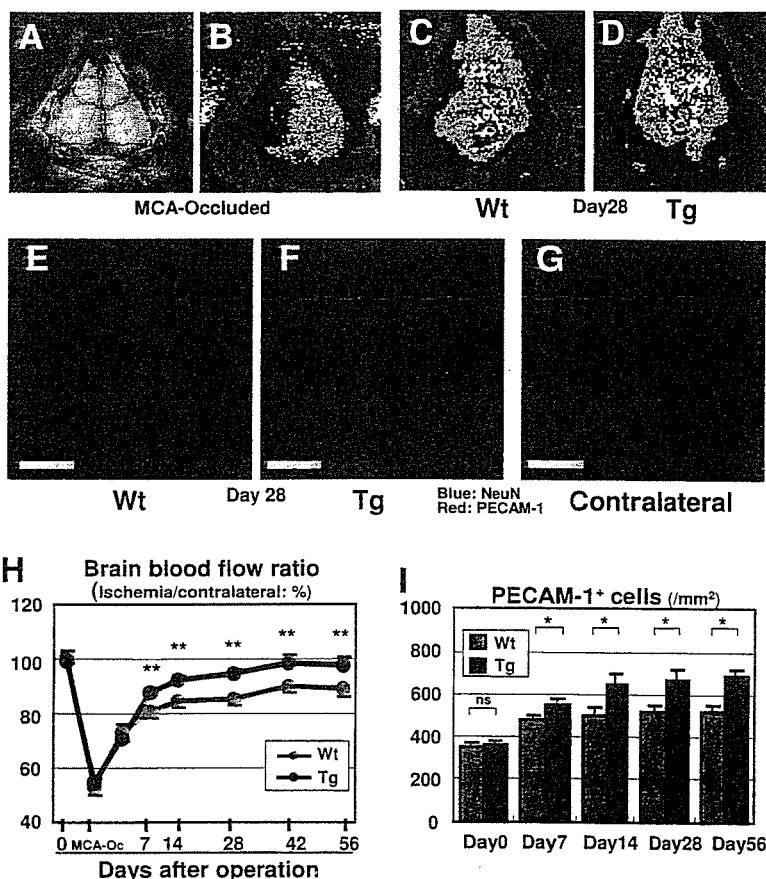 A B C D
MCA-Occluded
Wt Day28 Tg
E F G
Wt Day 28 Tg Blue: NeuN
Red: PECAM-1 Contralateral
H Brain blood flow ratio
(Ischemia/contralateral: %)
120
100
80
60
40
** ** ** ** **
Wt
Tg
0 MCA-Oc 7 14 28 42 56
Days after operation
I PECAM-1+ cells (/mm²)
1000
800
600
400
200
0
Wt
Tg
ns * * * *
Day0 Day7 Day14 Day28 Day56